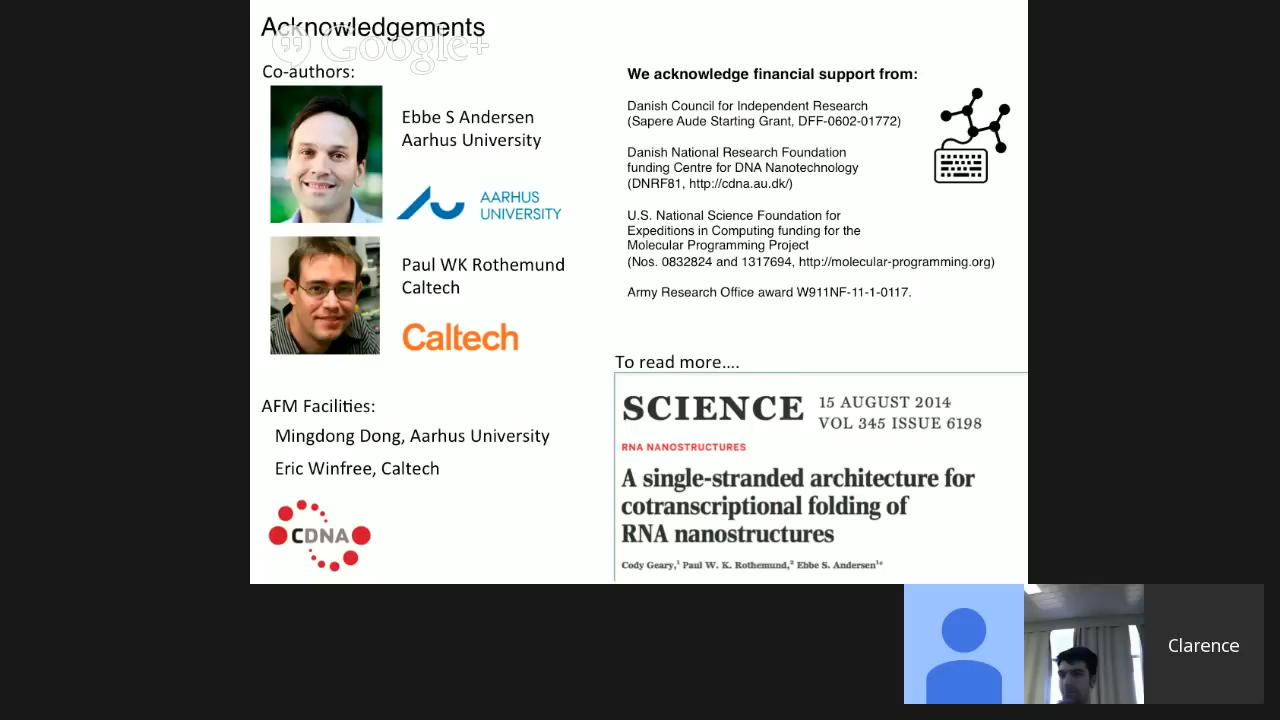 Acknowledgements
Google+
Co-authors:
Ebbe S Andersen
Aarhus University
AARHUS
UNIVERSITY
Paul WK Rothemund
Caltech
Caltech
AFM Facilities:
Mingdong Dong, Aarhus University
Eric Winfree, Caltech
CDNA
We acknowledge financial support from:
Danish Council for Independent Research
(Sapere Aude Starting Grant, DFF-0602-01772)
Danish National Research Foundation
funding Centre for DNA Nanotechnology
(DNRF81, http://cdna.au.dk/)
U.S. National Science Foundation for
Expeditions in Computing funding for the
Molecular Programming Project
(Nos. 0832824 and 1317694, http://molecular-programming.org)
Army Research Office award W911NF-11-1-0117.
To read more....
SCIENCE
15 AUGUST 2014
VOL 345 ISSUE 6198
RNA NANOSTRUCTURES
A single-stranded architecture for
cotranscriptional folding of
RNA nanostructures
Cody Geary,¹ Paul W. K. Rothemund,² Ebbe S. Andersen¹*
Clarence